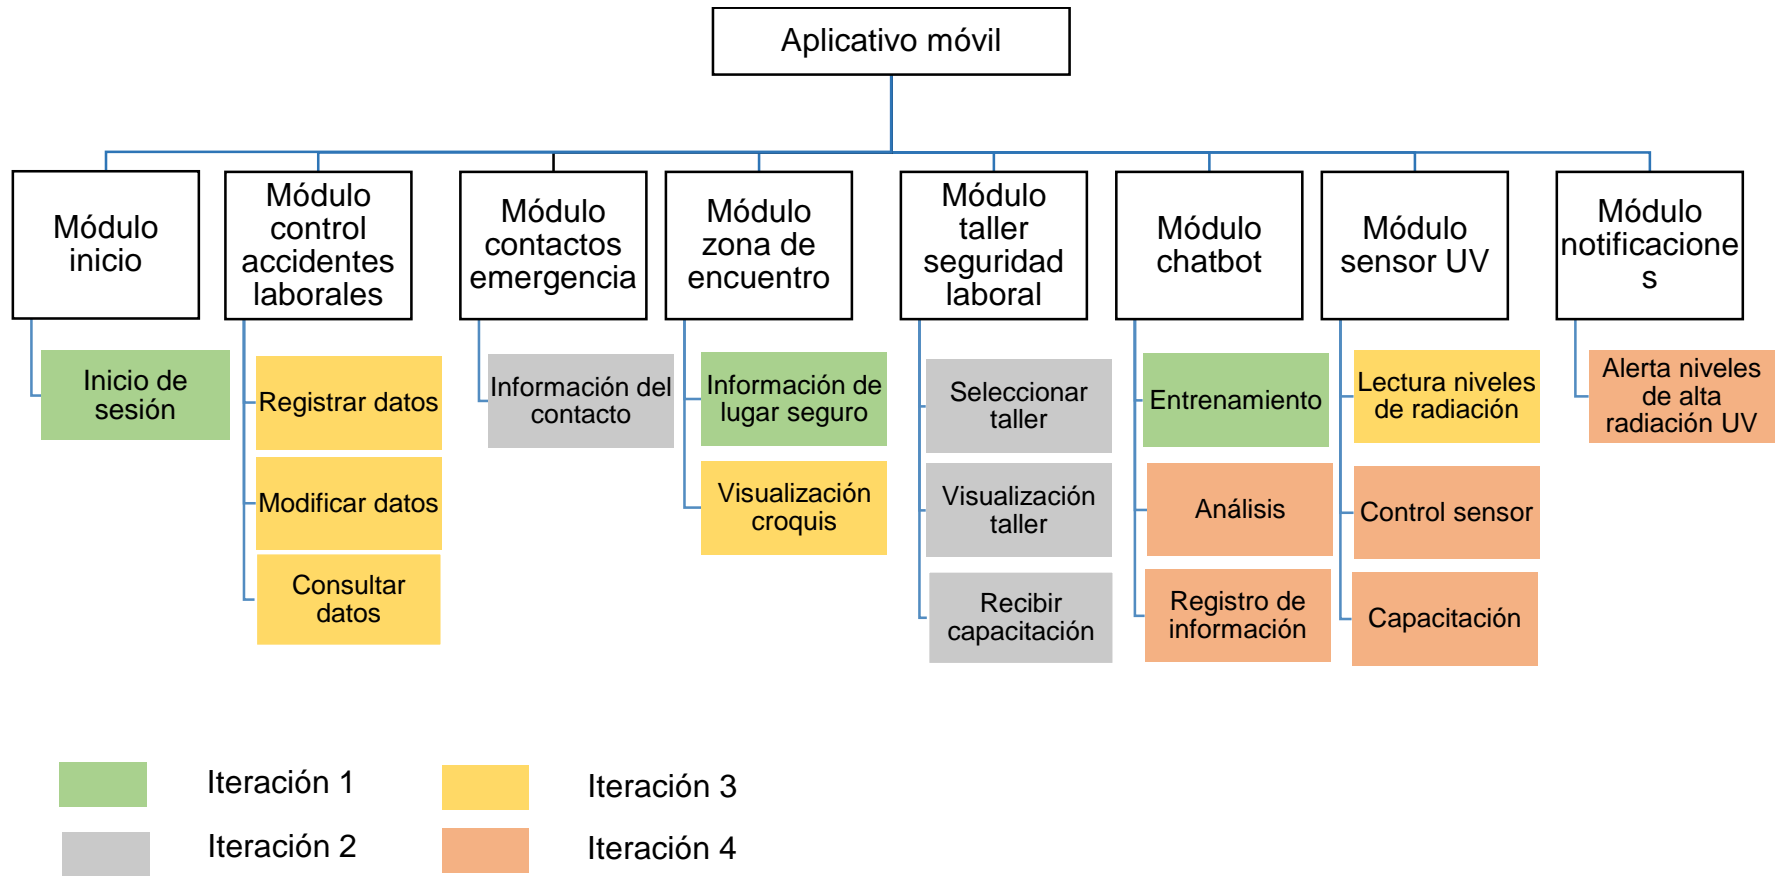 Aplicativo móvil
Módulo
inicio
Módulo
control
accidentes
laborales
Módulo
contactos
emergencia
Módulo
zona de
encuentro
Módulo
taller
seguridad
laboral
Módulo
chatbot
Módulo
sensor UV
Módulo
notificacione
s
Inicio de
sesión
Registrar datos
Modificar datos
Consultar
datos
Información del
contacto
Información de
lugar seguro
Visualización
croquis
Seleccionar
taller
Visualización
taller
Recibir
capacitación
Entrenamiento
Análisis
Registro de
información
Lectura niveles
de radiación
Control sensor
Capacitación
Alerta niveles
de alta
radiación UV
Iteración 1
Iteración 3
Iteración 2
Iteración 4